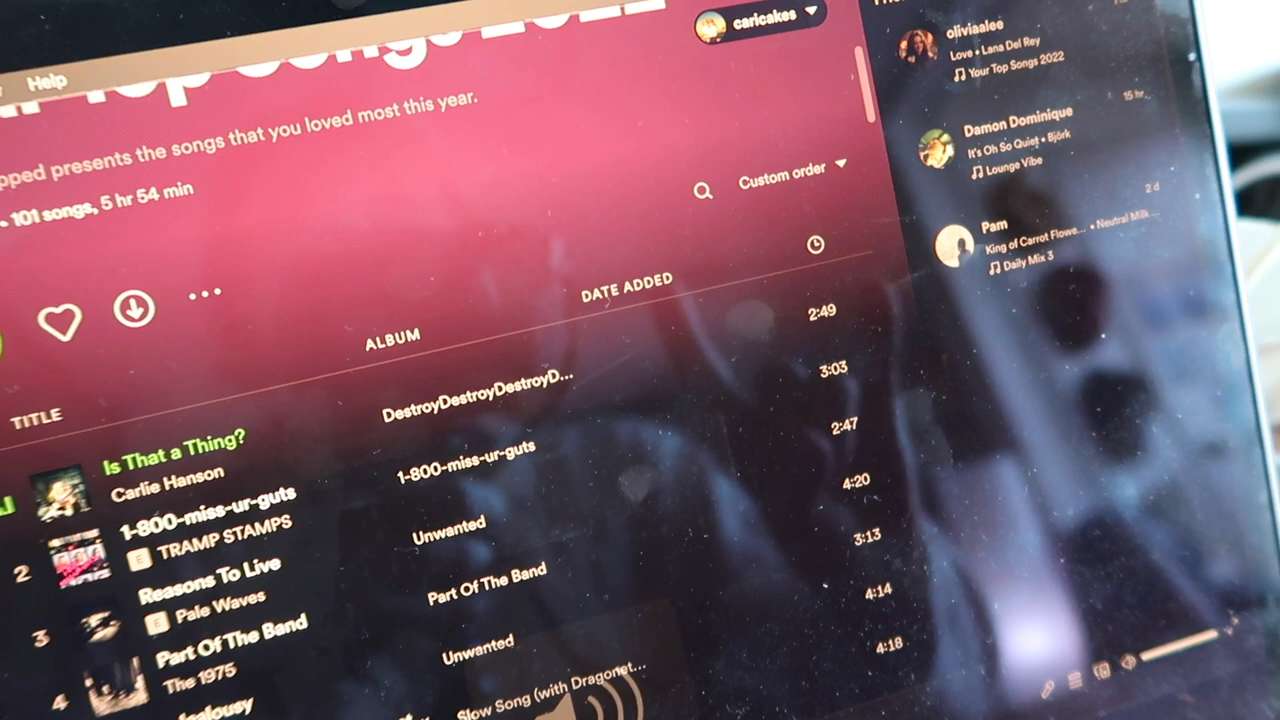 Help
Top Songs 2022
caricakes
pped presents the songs that you loved most this year.
• 101 songs, 5 hr 54 min
Custom order
TITLE
ALBUM
DATE ADDED
Is That a Thing?
Carlie Hanson
DestroyDestroyDestroyD...
2:49
2
1-800-miss-ur-guts
E TRAMP STAMPS
1-800-miss-ur-guts
3:03
3
Reasons To Live
E Pale Waves
Unwanted
2:47
4
Part Of The Band
The 1975
Part Of The Band
4:20
ealousy
Unwanted
3:13
Slow Song (with Dragonet...
4:14
4:18
oliviaalee
Love • Lana Del Rey
Your Top Songs 2022
Damon Dominique
15 hr
It's Oh So Quiet • Björk
Lounge Vibe
Pam
2 d
King of Carrot Flowe... • Neutral Milk...
Daily Mix 3